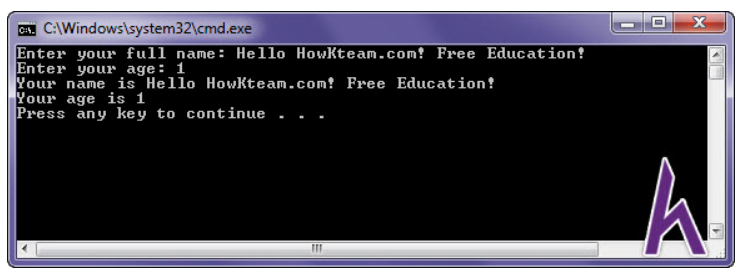 C:\Windows\system32\cmd.exe
Enter your full name: Hello HowKteam.com! Free Education!
Enter your age: 1
Your name is Hello HowKteam.com! Free Education!
Your age is 1
Press any key to continue . . .